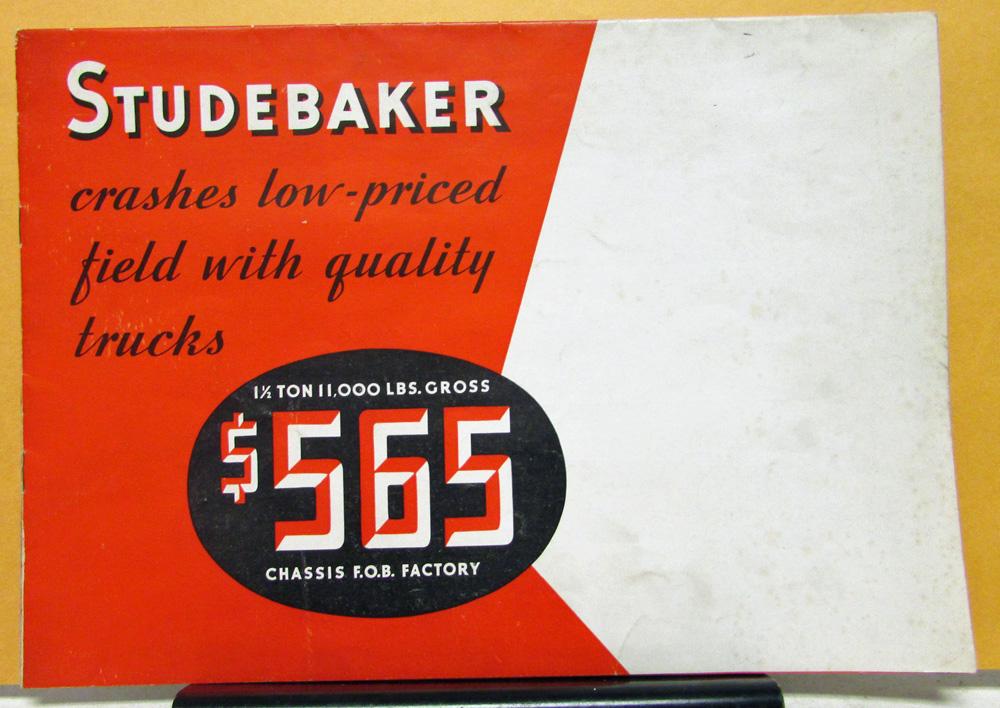 STUDEBAKER
crashes low-priced
field with quality
trucks
1½ TON 11,000 LBS. GROSS
$565
CHASSIS F.O.B. FACTORY